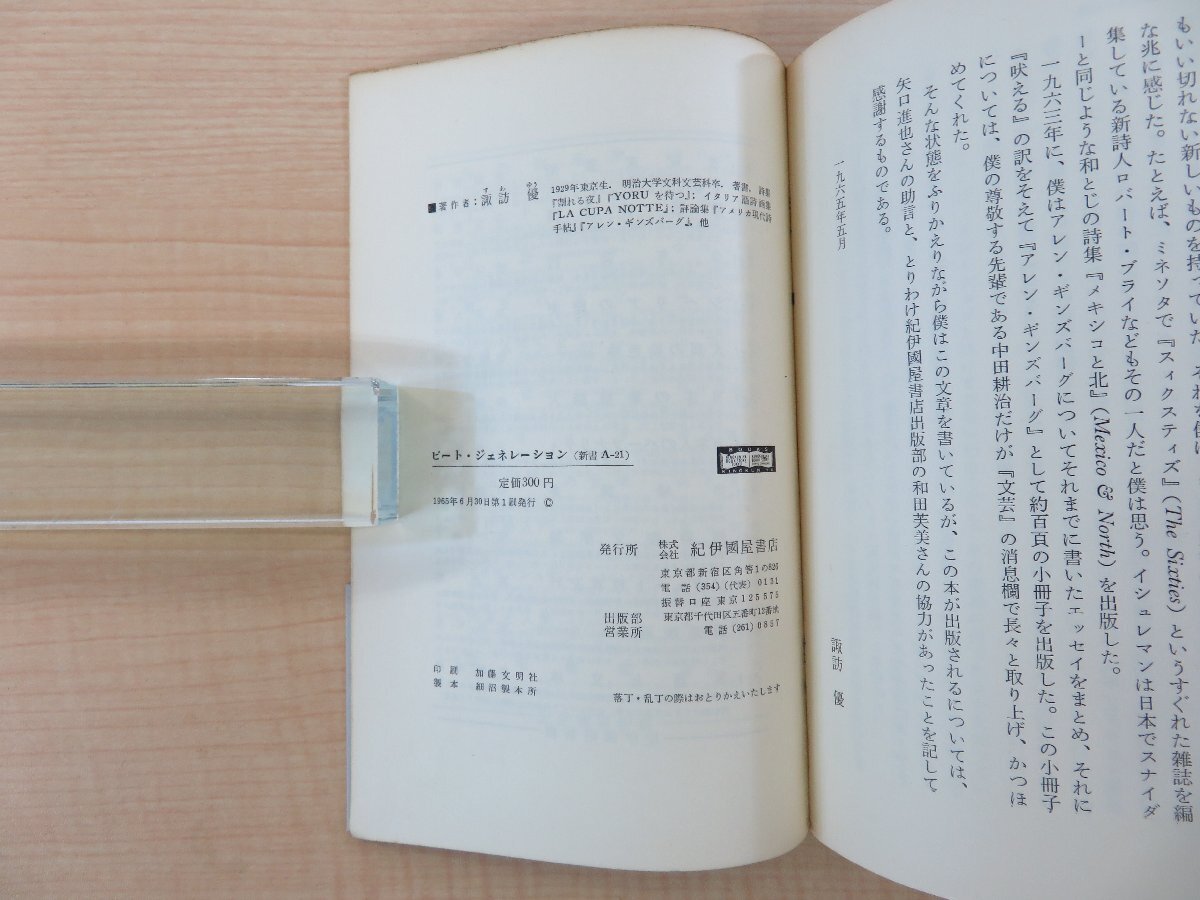 もいい切れない新しいものを持っていた。それを僕は
な兆に感じた。たとえば、ミネソタで『スィクスティズ』(The Sixties) というすぐれた雑誌を編
集している新詩人ロバート・ブライなどもその一人だと僕は思う。イシュレマンは日本でスナイダ
ーと同じような和とじの詩集『メキシコと北』(Mexico & North) を出版した。
一九六三年に、僕はアレン・ギンズバーグについてそれまでに書いたエッセイをまとめ、それに
『吠える』の訳をそえて『アレン・ギンズバーグ』として約百頁の小冊子を出版した。この小冊子
については、僕の尊敬する先輩である中田耕治だけが『文芸』の消息欄で長々と取り上げ、かつほ
めてくれた。
そんな状態をふりかえりながら僕はこの文章を書いているが、この本が出版されるについては、
矢口進也さんの助言と、とりわけ紀伊國屋書店出版部の和田芙美さんの協力があったことを記して
感謝するものである。
一九六五年五月
諏訪 優
■著作者:諏訪 優
すわ ゆう
1929年東京生. 明治大学文科文芸科卒. 著書, 詩集
『割れる夜』『YORU を待つ』; イタリア語詩画集
『LA CUPA NOTTE』; 評論集『アメリカ現代詩
手帖』『アレン・ギンズバーグ』, 他
ビート・ジェネレーション (新書 A-21)
BOOKS
KINOKUNIYA
定価300円
1965年6月30日第1刷発行 ©
発行所 株式会社 紀伊國屋書店
東京都新宿区角筈1の826
電話 (354) (代表) 0131
振替口座 東京 125575
出版部 東京都千代田区五番町12番地
営業所 電話 (261) 0857
印刷 加藤文明社
製本 細沼製本所
落丁・乱丁の際はおとりかえいたします